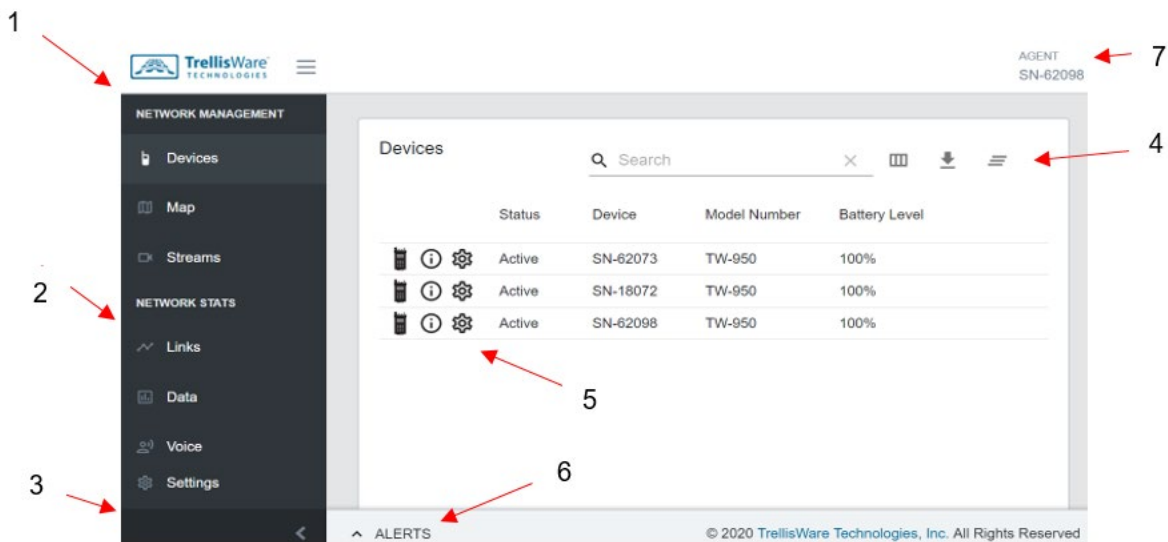 1
TrellisWare
TECHNOLOGIES
AGENT
SN-62098
7
NETWORK MANAGEMENT
Devices
Map
Streams
NETWORK STATS
Links
Data
Voice
Settings
2
3
Devices
Search
4
Status Device Model Number Battery Level
Active SN-62073 TW-950 100%
Active SN-18072 TW-950 100%
Active SN-62098 TW-950 100%
5
6
ALERTS
© 2020 TrellisWare Technologies, Inc. All Rights Reserved